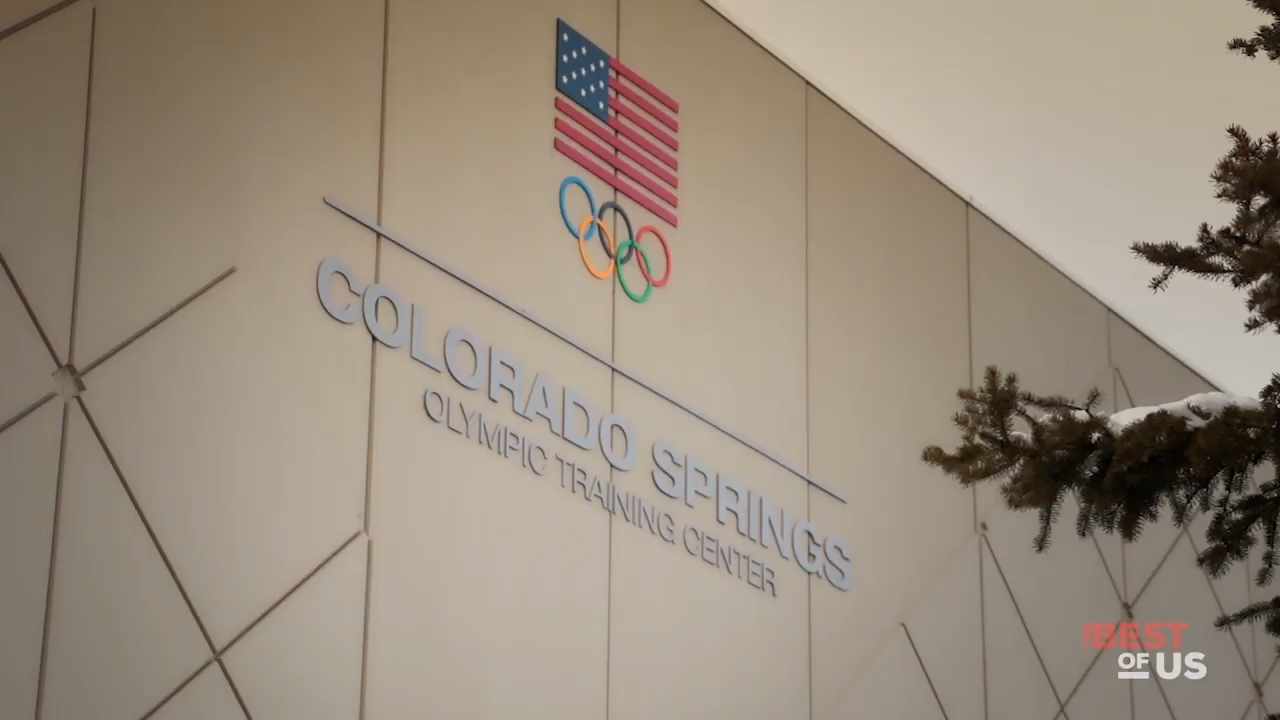 COLORADO SPRINGS
OLYMPIC TRAINING CENTER
THE BEST
OF US